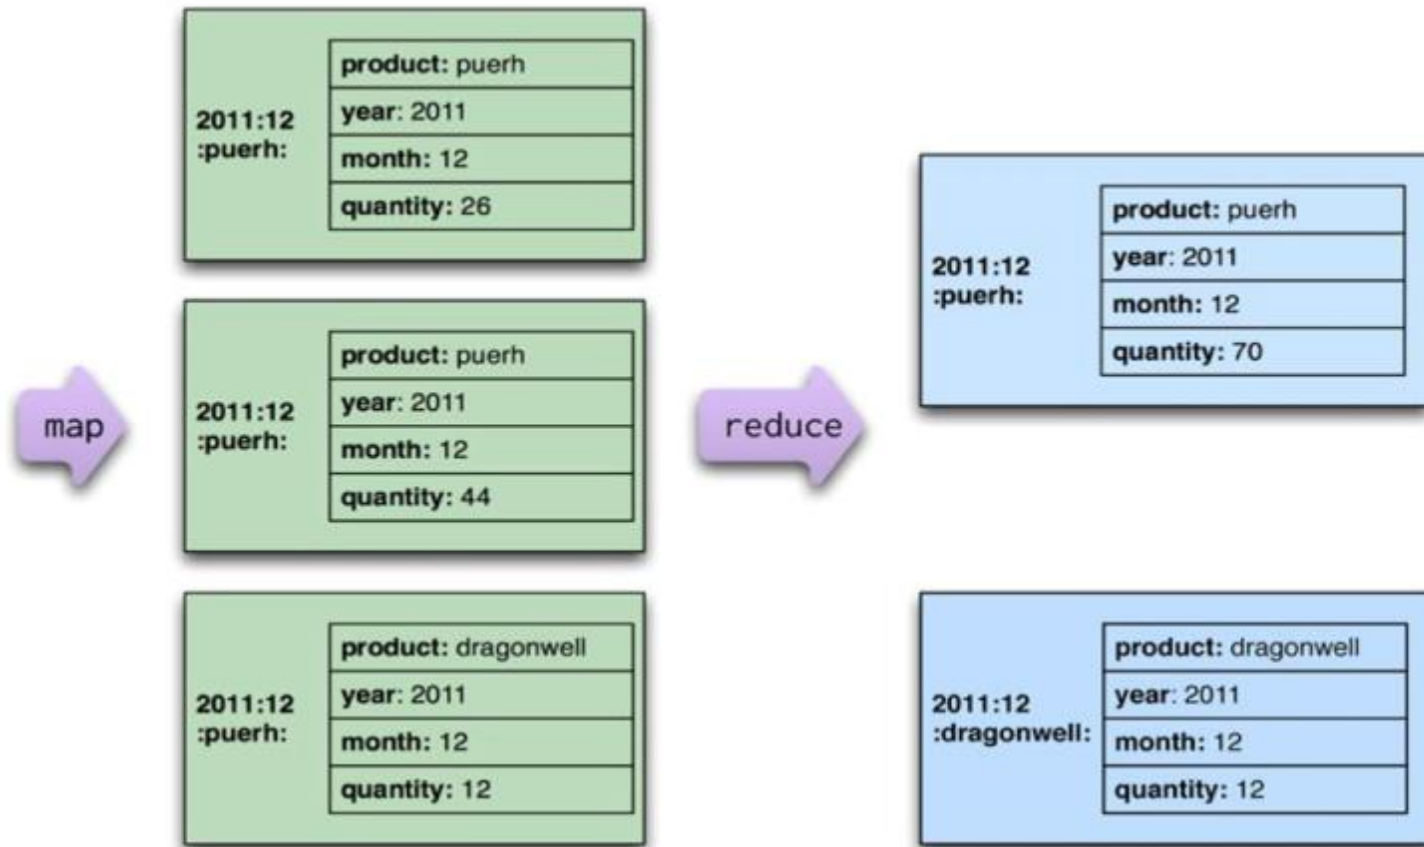 2011:12
:puerh:
product: puerh
year: 2011
month: 12
quantity: 26
map
2011:12
:puerh:
product: puerh
year: 2011
month: 12
quantity: 44
2011:12
:puerh:
product: dragonwell
year: 2011
month: 12
quantity: 12
reduce
2011:12
:puerh:
product: puerh
year: 2011
month: 12
quantity: 70
2011:12
:dragonwell:
product: dragonwell
year: 2011
month: 12
quantity: 12